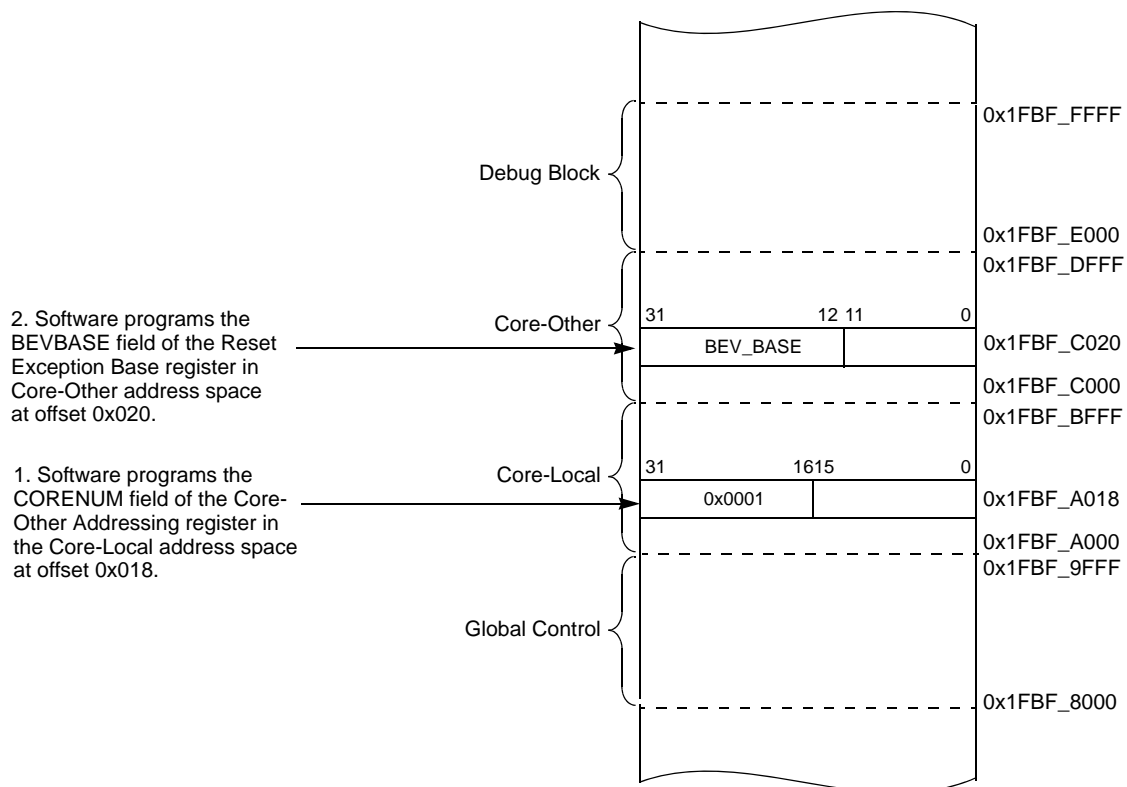 0x1FBF_FFFF
Debug Block
0x1FBF_E000
0x1FBF_DFFF
2. Software programs the
BEVBASE field of the Reset
Exception Base register in
Core-Other address space
at offset 0x020.
Core-Other
31 12 11 0
BEV_BASE
0x1FBF_C020
0x1FBF_C000
0x1FBF_BFFF
1. Software programs the
CORENUM field of the Core-
Other Addressing register in
the Core-Local address space
at offset 0x018.
Core-Local
31 1615 0
0x0001
0x1FBF_A018
0x1FBF_A000
0x1FBF_9FFF
Global Control
0x1FBF_8000